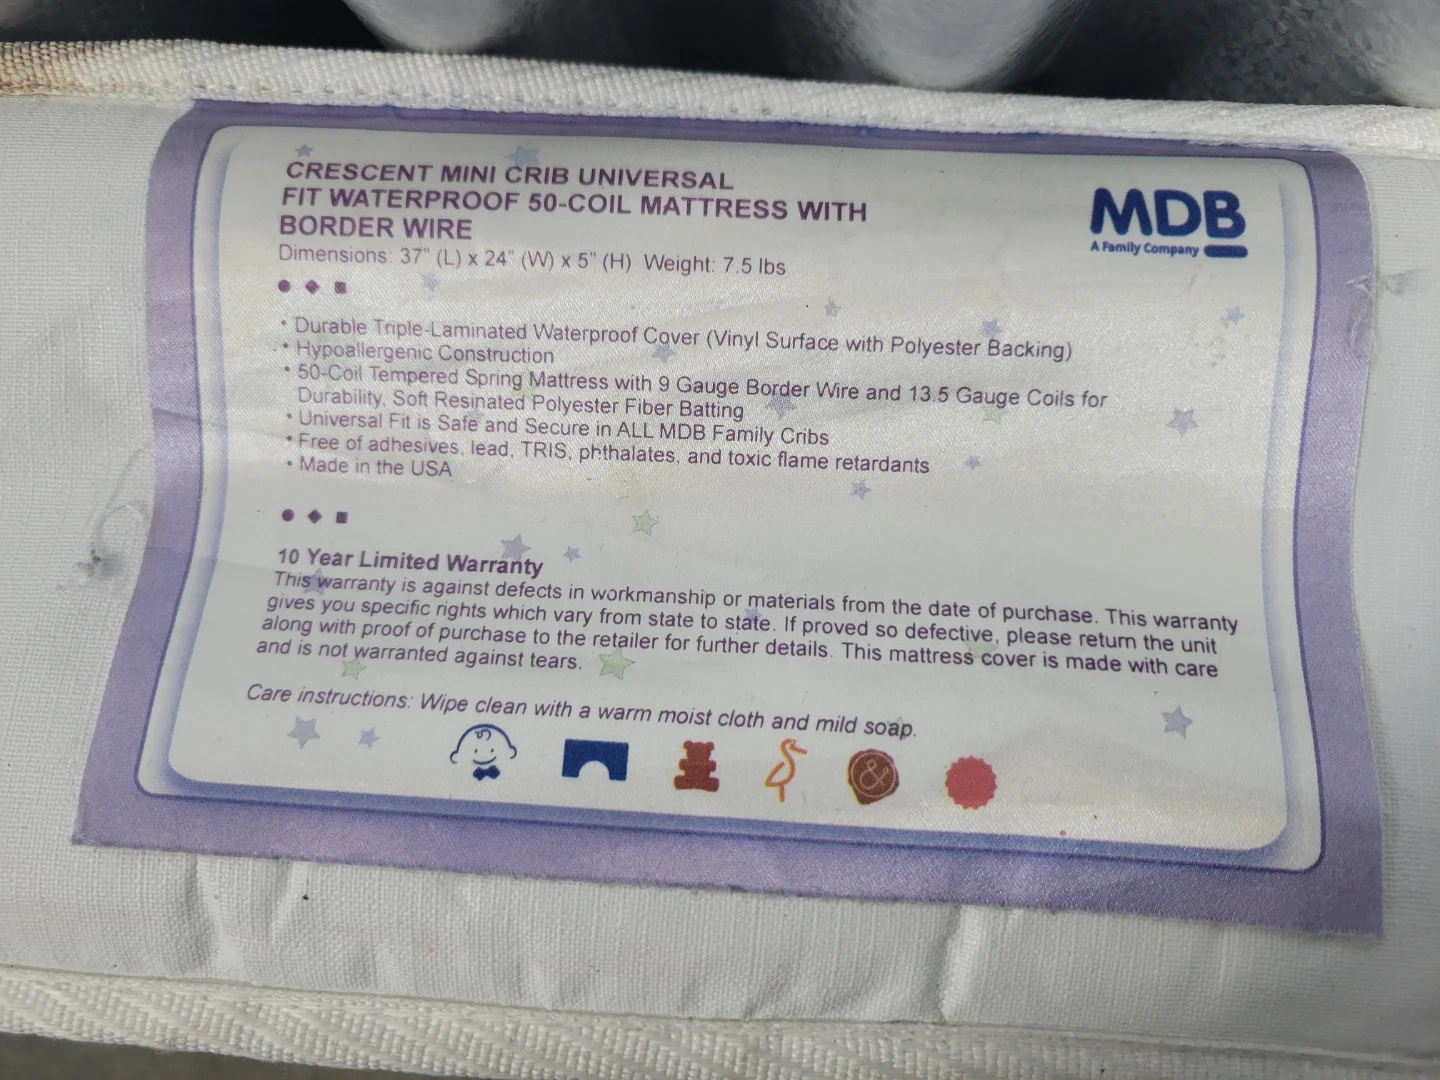 CRESCENT MINI CRIB UNIVERSAL
FIT WATERPROOF 50-COIL MATTRESS WITH
BORDER WIRE
Dimensions: 37" (L) x 24" (W) x 5" (H) Weight: 7.5 lbs
MDB
A Family Company
• Durable Triple-Laminated Waterproof Cover (Vinyl Surface with Polyester Backing)
• Hypoallergenic Construction
• 50-Coil Tempered Spring Mattress with 9 Gauge Border Wire and 13.5 Gauge Coils for
Durability, Soft Resinated Polyester Fiber Batting
• Universal Fit is Safe and Secure in ALL MDB Family Cribs
• Free of adhesives, lead, TRIS, phthalates, and toxic flame retardants
• Made in the USA
10 Year Limited Warranty
This warranty is against defects in workmanship or materials from the date of purchase. This warranty
gives you specific rights which vary from state to state. If proved so defective, please return the unit
along with proof of purchase to the retailer for further details. This mattress cover is made with care
and is not warranted against tears.
Care instructions: Wipe clean with a warm moist cloth and mild soap.
&